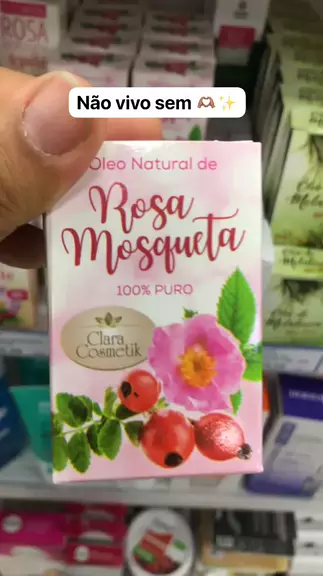 Não vivo sem 🫶🏽✨
ROSA
Óleo Natural de
Rosa
Mosqueta
100% PURO
Clara
Cosmetik